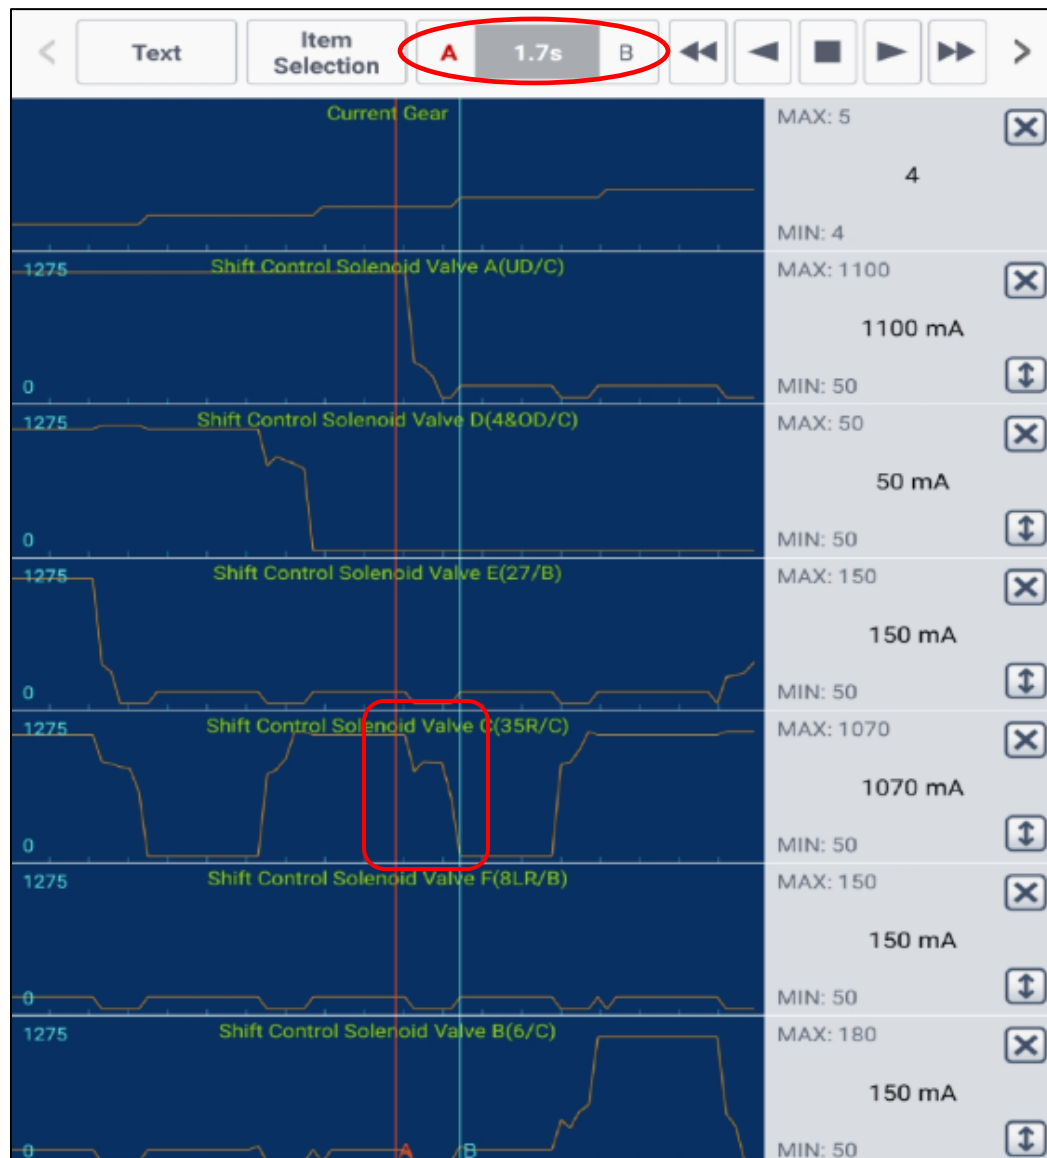 Text
Item
Selection
A 1.7s B
Current Gear
MAX: 5
4
MIN: 4
1275
Shift Control Solenoid Valve A(UD/C)
0
MAX: 1100
1100 mA
MIN: 50
1275
Shift Control Solenoid Valve D(4&OD/C)
0
MAX: 50
50 mA
MIN: 50
1275
Shift Control Solenoid Valve E(27/B)
0
MAX: 150
150 mA
MIN: 50
1275
Shift Control Solenoid Valve C(35R/C)
0
MAX: 1070
1070 mA
MIN: 50
1275
Shift Control Solenoid Valve F(8LR/B)
0
MAX: 150
150 mA
MIN: 50
1275
Shift Control Solenoid Valve B(6/C)
0
A
B
MAX: 180
150 mA
MIN: 50